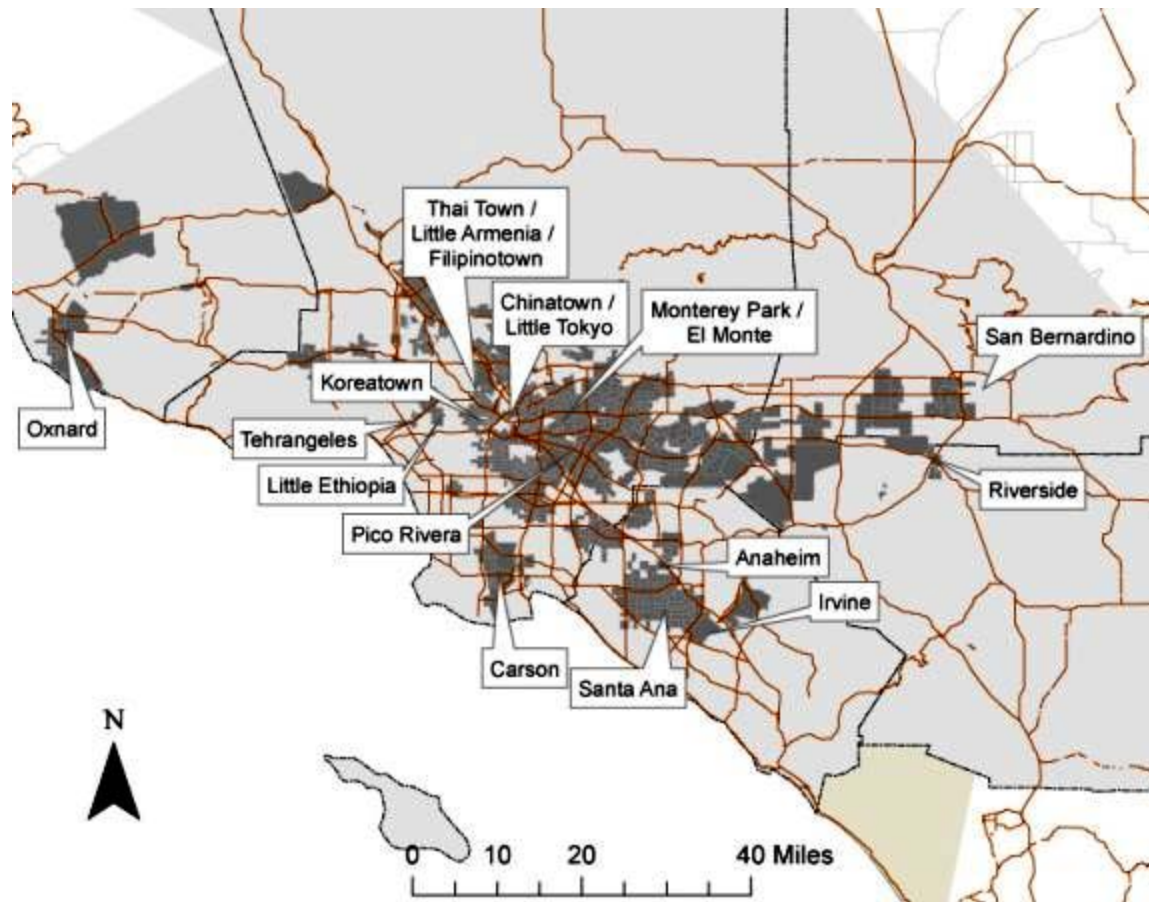 Thai Town /
Little Armenia /
Filipinotown
Chinatown /
Little Tokyo
Monterey Park /
El Monte
San Bernardino
Koreatown
Oxnard
Tehrangeles
Little Ethiopia
Riverside
Pico Rivera
Anaheim
Irvine
Carson
Santa Ana
N
0 10 20 40 Miles